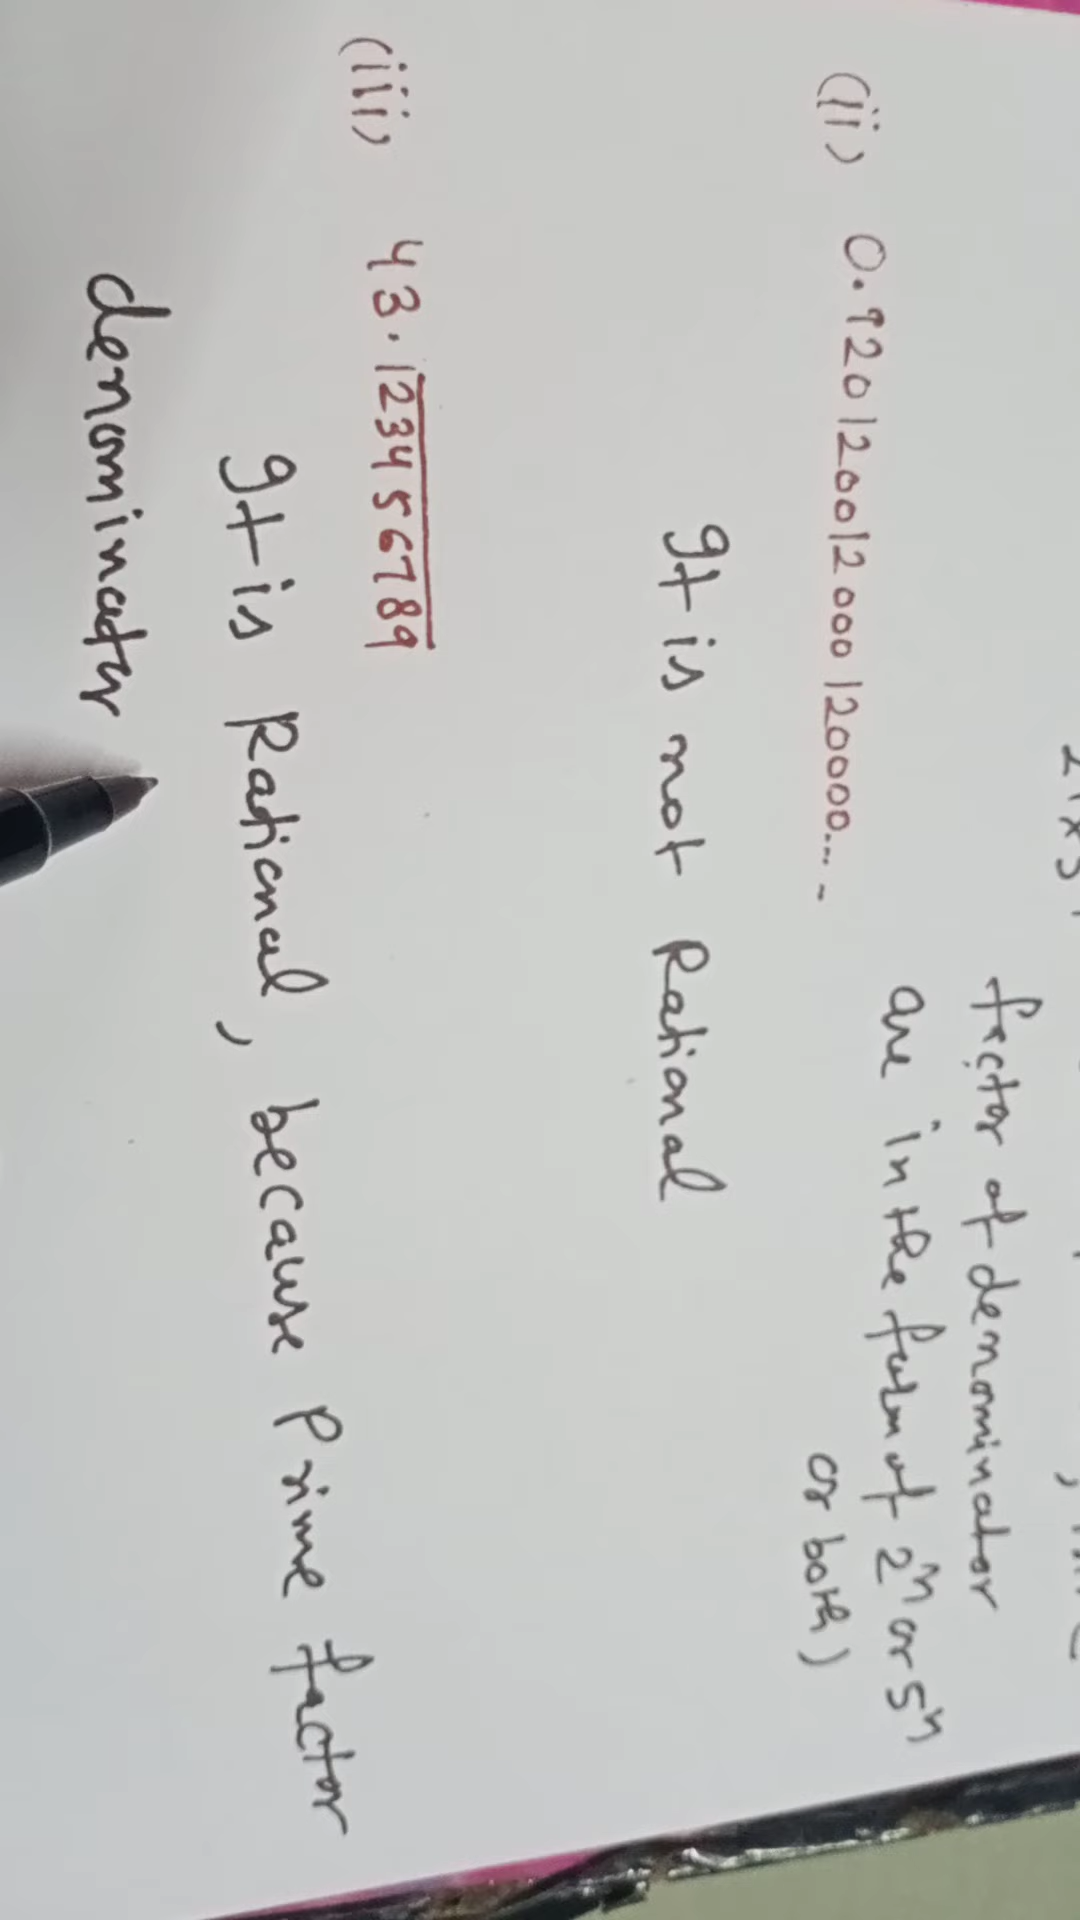 factor of denominator
are in the form of 2ⁿ or 5ⁿ
or both)
(ii) 0.120120012000120000....
It is not Rational
(iii) 43.123456789
It is Rational, because Prime factor
denominator